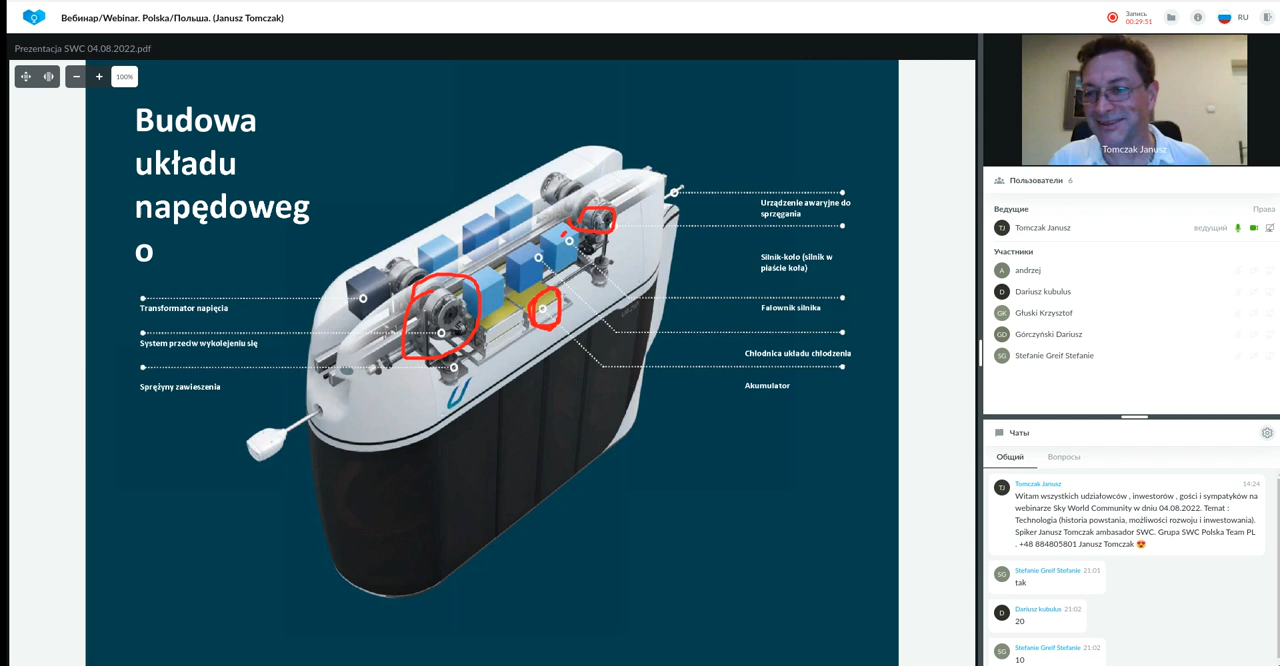 Вебинар/Webinar. Polska/Польша. (Janusz Tomczak)
Запись
00:29:51
RU
Prezentacja SWC 04.08.2022.pdf
100%
Budowa
układu
napędoweg
o
Transformator napięcia
System przeciw wykolejeniu się
Sprężyny zawieszenia
Urządzenie awaryjne do
sprzęgania
Silnik-koło (silnik w
płaście koła)
Falownik silnika
Chłodnica układu chłodzenia
Akumulator
Tomczak Janusz
Пользователи 6
Ведущие Права
TJ Tomczak Janusz ведущий
Участники
A andrzej
D Dariusz kubulus
GK Głuski Krzysztof
GD Górczyński Dariusz
SG Stefanie Greif Stefanie
Чаты
Общий Вопросы
TJ Tomczak Janusz 14:24
Witam wszystkich udziałowców , inwestorów , gości i sympatyków na
webinarze Sky World Community w dniu 04.08.2022. Temat :
Technologia (historia powstania, możliwości rozwoju i inwestowania).
Spiker Janusz Tomczak ambasador SWC. Grupa SWC Polska Team PL
. +48 884805801 Janusz Tomczak 😍
SG Stefanie Greif Stefanie 21:01
tak
D Dariusz kubulus 21:02
20
SG Stefanie Greif Stefanie 21:02
10